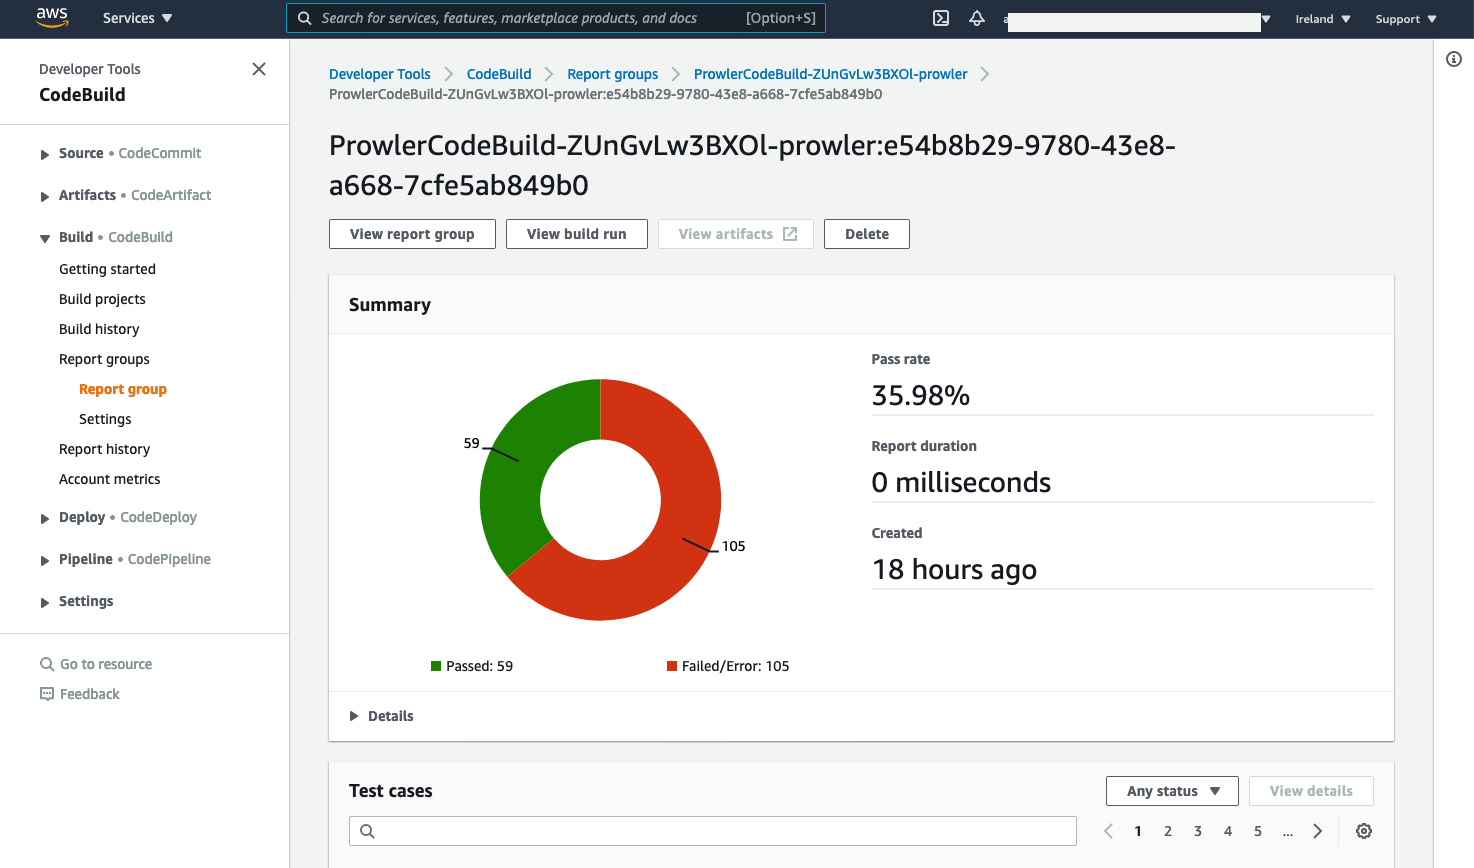 aws
Services
Search for services, features, marketplace products, and docs [Option+S]
a
Ireland
Support
Developer Tools
CodeBuild
Source • CodeCommit
Artifacts • CodeArtifact
Build • CodeBuild
Getting started
Build projects
Build history
Report groups
Report group
Settings
Report history
Account metrics
Deploy • CodeDeploy
Pipeline • CodePipeline
Settings
Go to resource
Feedback
Developer Tools CodeBuild Report groups ProwlerCodeBuild-ZUnGvLw3BXOl-prowler
ProwlerCodeBuild-ZUnGvLw3BXOl-prowler:e54b8b29-9780-43e8-a668-7cfe5ab849b0
ProwlerCodeBuild-ZUnGvLw3BXOl-prowler:e54b8b29-9780-43e8-
a668-7cfe5ab849b0
View report group View build run View artifacts Delete
Summary
59
105
Passed: 59 Failed/Error: 105
Pass rate
35.98%
Report duration
0 milliseconds
Created
18 hours ago
Details
Test cases
Any status View details
1 2 3 4 5 ...